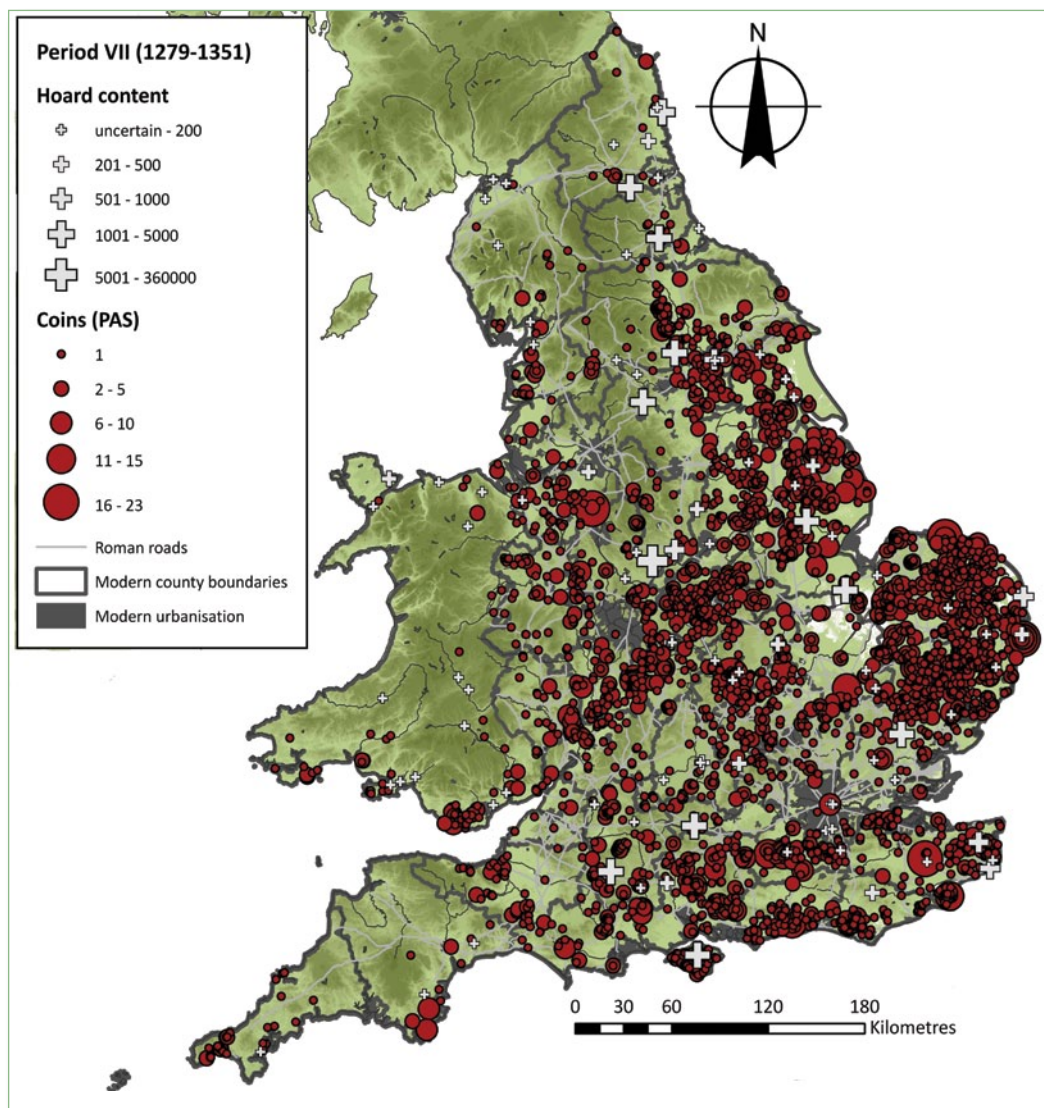 Period VII (1279-1351)
Hoard content
uncertain - 200
201 - 500
501 - 1000
1001 - 5000
5001 - 360000
Coins (PAS)
1
2 - 5
6 - 10
11 - 15
16 - 23
Roman roads
Modern county boundaries
Modern urbanisation
N
0 30 60 120 180
Kilometres